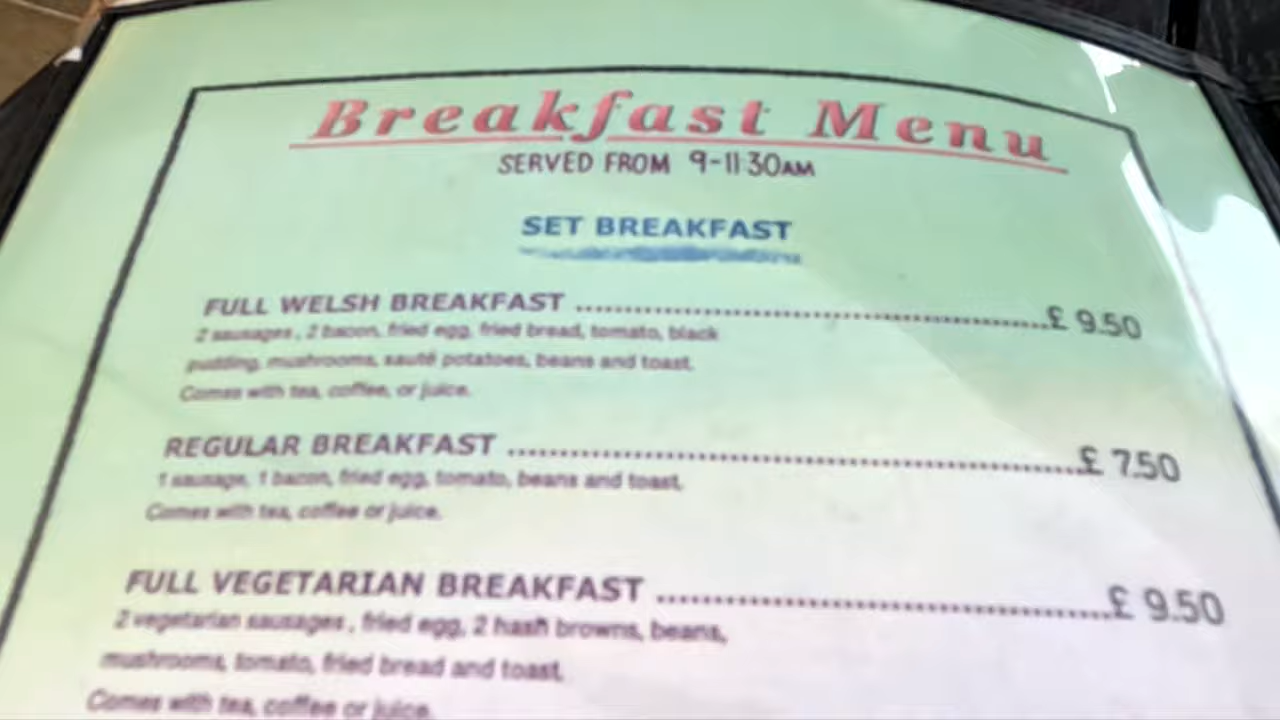 Breakfast Menu
SERVED FROM 9-11 30AM
SET BREAKFAST
FULL WELSH BREAKFAST ........................................................£ 9.50
2 sausages, 2 bacon, fried egg, fried bread, tomato, black
pudding, mushrooms, sauté potatoes, beans and toast.
Comes with tea, coffee, or juice.
REGULAR BREAKFAST ........................................................£ 7.50
1 sausage, 1 bacon, fried egg, tomato, beans and toast.
Comes with tea, coffee or juice.
FULL VEGETARIAN BREAKFAST .............................................£ 9.50
2 vegetarian sausages, fried egg, 2 hash browns, beans,
mushrooms, tomato, fried bread and toast.
Comes with tea, coffee or juice.